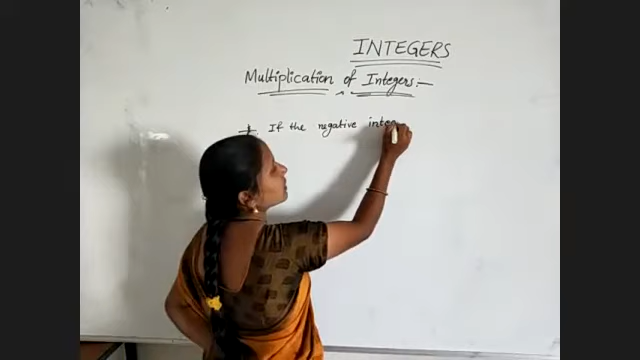 INTEGERS
Multiplication of Integers:—
*. If the negative inte